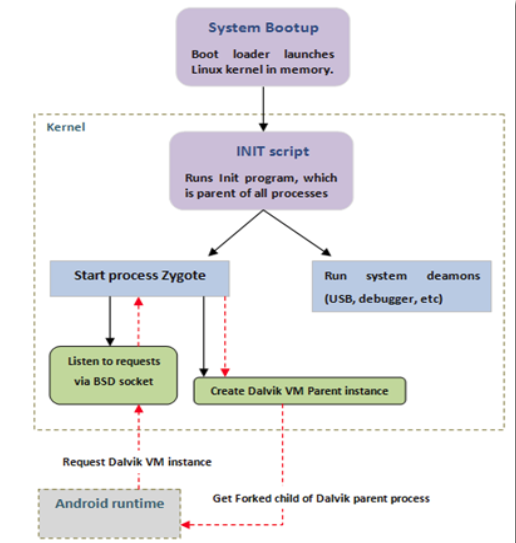 System Bootup
Boot loader launches
Linux kernel in memory.
Kernel
INIT script
Runs Init program, which
is parent of all processes
Start process Zygote
Run system deamons
(USB, debugger, etc)
Listen to requests
via BSD socket
Create Dalvik VM Parent instance
Request Dalvik VM instance
Get Forked child of Dalvik parent process
Android runtime